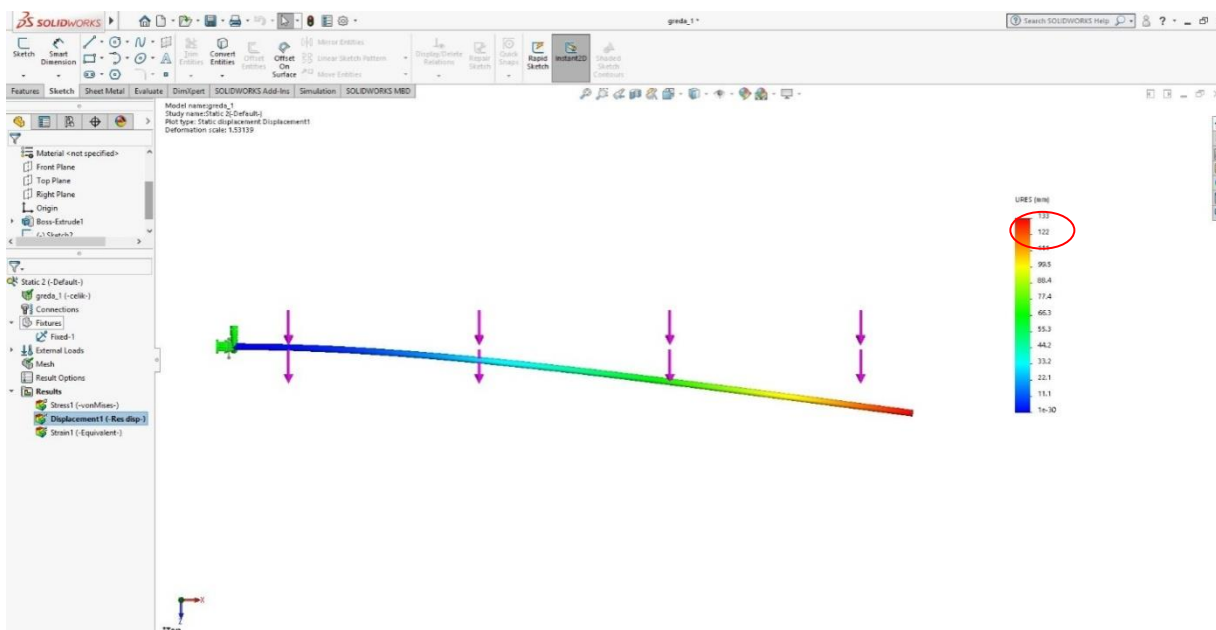 SOLIDWORKS
greda_1 *
Search SOLIDWORKS Help
Sketch
Smart Dimension
Trim Entities
Convert Entities
Offset Entities
Offset On Surface
Mirror Entities
Linear Sketch Pattern
Move Entities
Display/Delete Relations
Repair Sketch
Quick Snaps
Rapid Sketch
Instant2D
Shaded Sketch Contours
Features Sketch Sheet Metal Evaluate DimXpert SOLIDWORKS Add-Ins Simulation SOLIDWORKS MBD
Model name:greda_1
Study name:Static 2(-Default-)
Plot type: Static displacement Displacement1
Deformation scale: 1.53139
Material <not specified>
Front Plane
Top Plane
Right Plane
Origin
Boss-Extrude1
(-) Sketch2
Static 2 (-Default-)
greda_1 (-celik-)
Connections
Fixtures
Fixed-1
External Loads
Mesh
Result Options
Results
Stress1 (-vonMises-)
Displacement1 (-Res disp-)
Strain1 (-Equivalent-)
URES (mm)
133
122
111
99.5
88.4
77.4
66.3
55.3
44.2
33.2
22.1
11.1
1e-30
X
Z
*Top